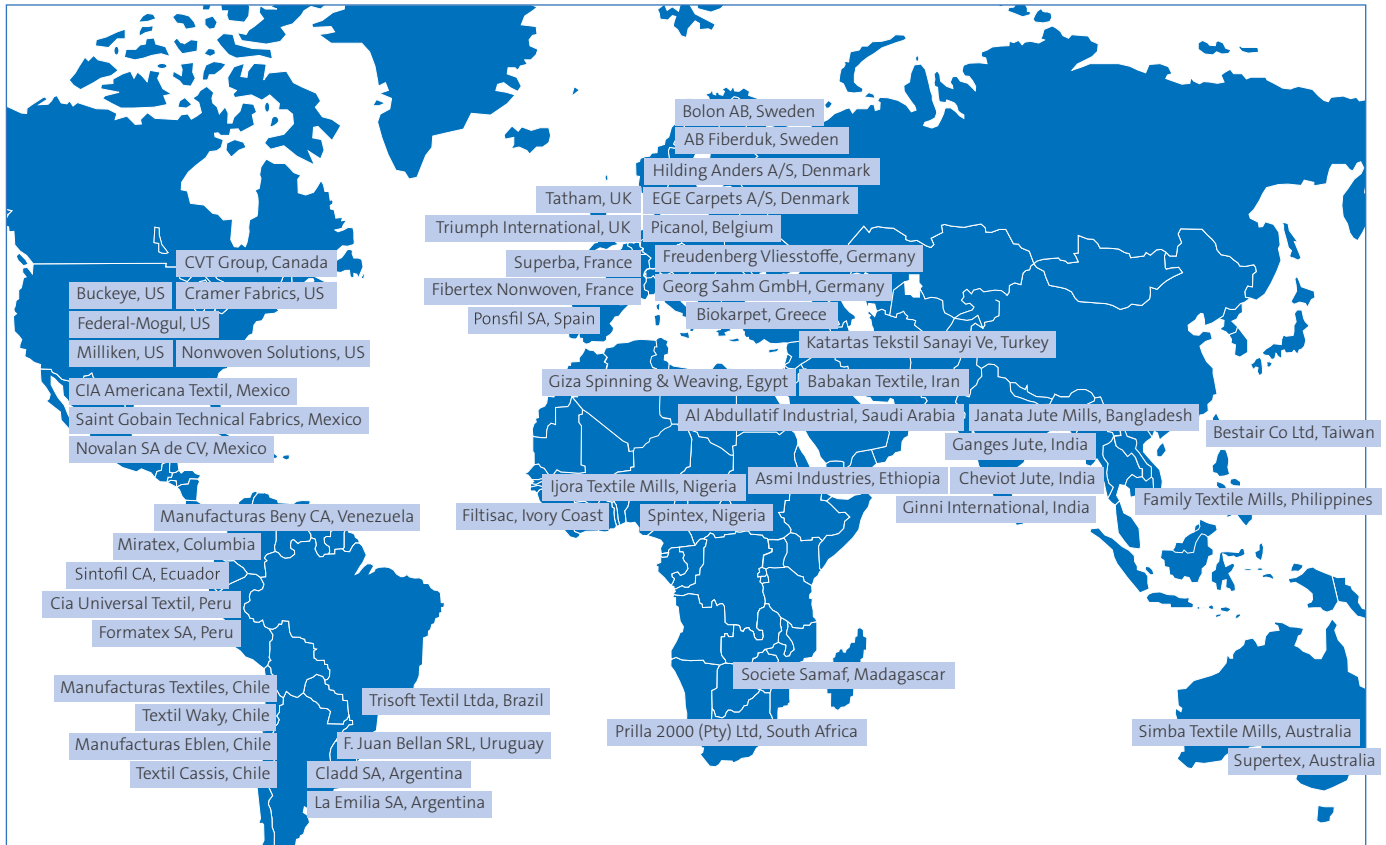 Bolon AB, Sweden
AB Fiberduk, Sweden
Hilding Anders A/S, Denmark
Tatham, UK
EGE Carpets A/S, Denmark
Triumph International, UK
Picanol, Belgium
CVT Group, Canada
Superba, France
Freudenberg Vliesstoffe, Germany
Buckeye, US
Cramer Fabrics, US
Fibertex Nonwoven, France
Georg Sahm GmbH, Germany
Federal-Mogul, US
Ponsfil SA, Spain
Biokarpet, Greece
Milliken, US
Nonwoven Solutions, US
Katartas Tekstil Sanayi Ve, Turkey
CIA Americana Textil, Mexico
Giza Spinning & Weaving, Egypt
Babakan Textile, Iran
Saint Gobain Technical Fabrics, Mexico
Al Abdullatif Industrial, Saudi Arabia
Janata Jute Mills, Bangladesh
Bestair Co Ltd, Taiwan
Novalan SA de CV, Mexico
Ganges Jute, India
Ijora Textile Mills, Nigeria
Asmi Industries, Ethiopia
Cheviot Jute, India
Family Textile Mills, Philippines
Manufacturas Beny CA, Venezuela
Filtisac, Ivory Coast
Spintex, Nigeria
Ginni International, India
Miratex, Columbia
Sintofil CA, Ecuador
Cia Universal Textil, Peru
Formatex SA, Peru
Societe Samaf, Madagascar
Manufacturas Textiles, Chile
Trisoft Textil Ltda, Brazil
Textil Waky, Chile
Prilla 2000 (Pty) Ltd, South Africa
Simba Textile Mills, Australia
Manufacturas Eblen, Chile
F. Juan Bellan SRL, Uruguay
Supertex, Australia
Textil Cassis, Chile
Cladd SA, Argentina
La Emilia SA, Argentina